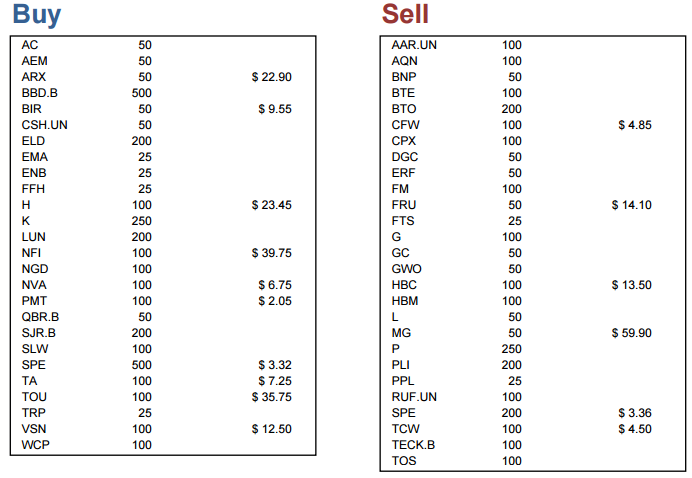 Buy
AC 50
AEM 50
ARX 50 $ 22.90
BBD.B 500
BIR 50 $ 9.55
CSH.UN 50
ELD 200
EMA 25
ENB 25
FFH 25
H 100 $ 23.45
K 250
LUN 200
NFI 100 $ 39.75
NGD 100
NVA 100 $ 6.75
PMT 100 $ 2.05
QBR.B 50
SJR.B 200
SLW 100
SPE 500 $ 3.32
TA 100 $ 7.25
TOU 100 $ 35.75
TRP 25
VSN 100 $ 12.50
WCP 100
Sell
AAR.UN 100
AQN 100
BNP 50
BTE 100
BTO 200
CFW 100 $ 4.85
CPX 100
DGC 50
ERF 50
FM 100
FRU 50 $ 14.10
FTS 25
G 100
GC 50
GWO 50
HBC 100 $ 13.50
HBM 100
L 50
MG 50 $ 59.90
P 250
PLI 200
PPL 25
RUF.UN 100
SPE 200 $ 3.36
TCW 100 $ 4.50
TECK.B 100
TOS 100